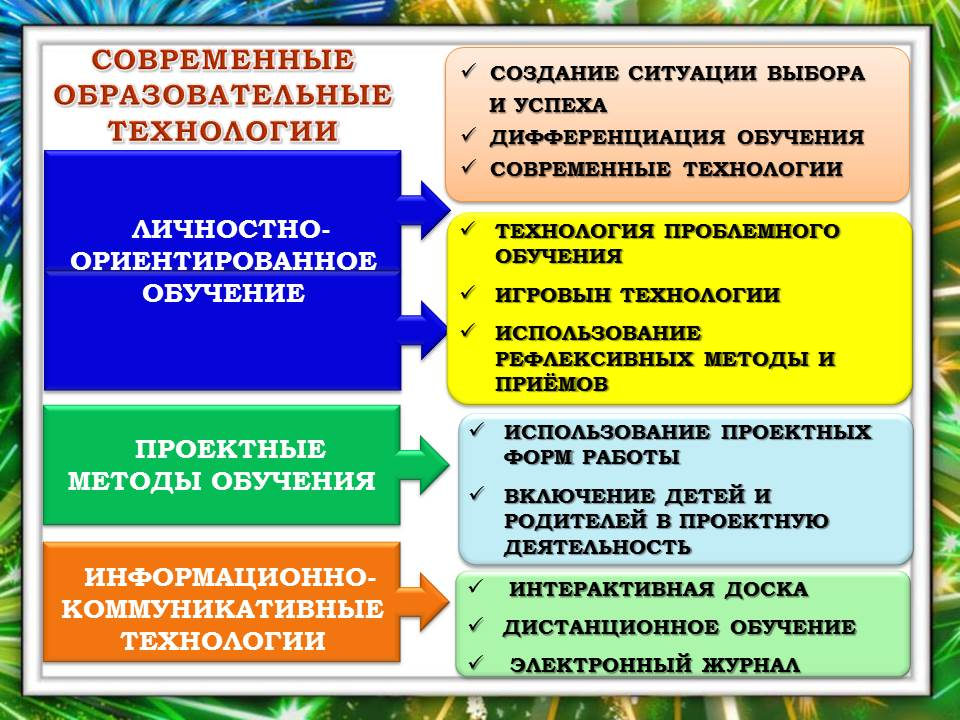 СОВРЕМЕННЫЕ
ОБРАЗОВАТЕЛЬНЫЕ
ТЕХНОЛОГИИ
ЛИЧНОСТНО-
ОРИЕНТИРОВАННОЕ
ОБУЧЕНИЕ
✓ СОЗДАНИЕ СИТУАЦИИ ВЫБОРА
И УСПЕХА
✓ ДИФФЕРЕНЦИАЦИЯ ОБУЧЕНИЯ
✓ СОВРЕМЕННЫЕ ТЕХНОЛОГИИ
✓ ТЕХНОЛОГИЯ ПРОБЛЕМНОГО
ОБУЧЕНИЯ
✓ ИГРОВЫН ТЕХНОЛОГИИ
✓ ИСПОЛЬЗОВАНИЕ
РЕФЛЕКСИВНЫХ МЕТОДЫ И
ПРИЁМОВ
ПРОЕКТНЫЕ
МЕТОДЫ ОБУЧЕНИЯ
✓ ИСПОЛЬЗОВАНИЕ ПРОЕКТНЫХ
ФОРМ РАБОТЫ
✓ ВКЛЮЧЕНИЕ ДЕТЕЙ И
РОДИТЕЛЕЙ В ПРОЕКТНУЮ
ДЕЯТЕЛЬНОСТЬ
ИНФОРМАЦИОННО-
КОММУНИКАТИВНЫЕ
ТЕХНОЛОГИИ
✓ ИНТЕРАКТИВНАЯ ДОСКА
✓ ДИСТАНЦИОННОЕ ОБУЧЕНИЕ
✓ ЭЛЕКТРОННЫЙ ЖУРНАЛ